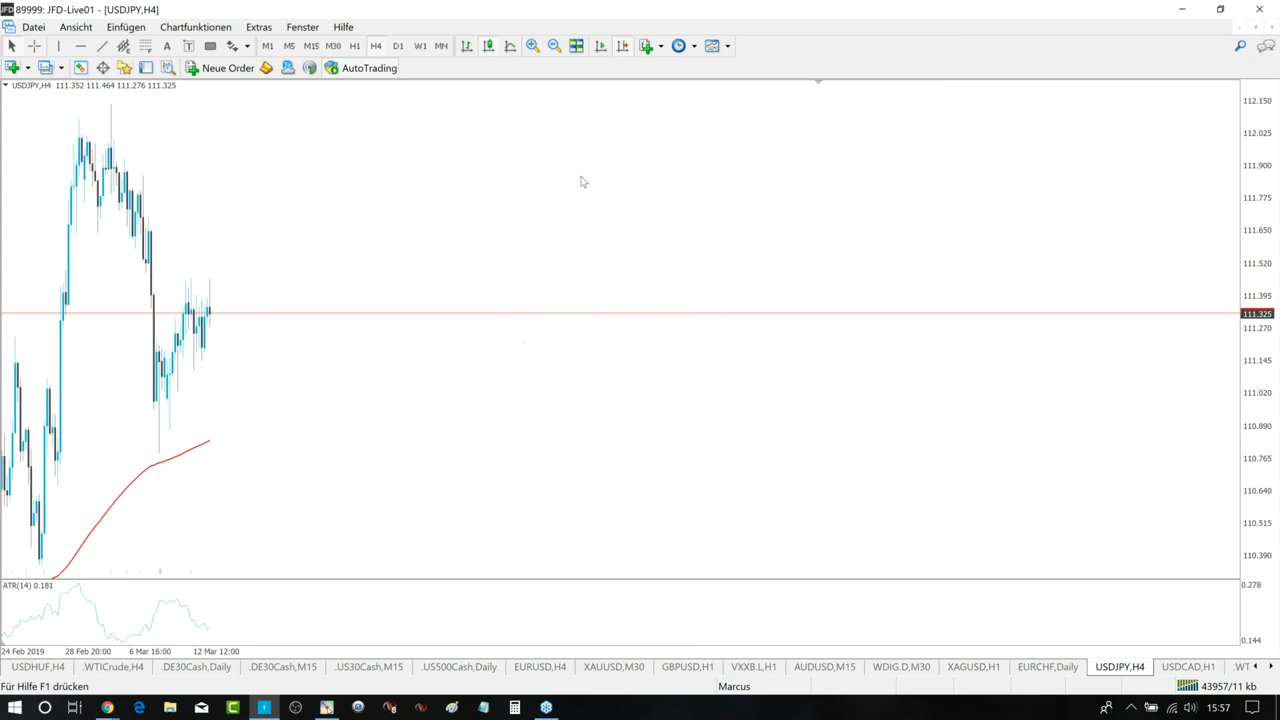 JFD 89999: JFD-Live01 - [USDJPY,H4]
Datei Ansicht Einfügen Chartfunktionen Extras Fenster Hilfe
A T M1 M5 M15 M30 H1 H4 D1 W1 MN
Neue Order AutoTrading
USDJPY,H4 111.352 111.464 111.276 111.325
112.150
112.025
111.900
111.775
111.650
111.520
111.395
111.325
111.270
111.145
111.020
110.890
110.765
110.640
110.515
110.390
ATR(14) 0.181
0.278
0.144
24 Feb 2019 28 Feb 20:00 6 Mar 16:00 12 Mar 12:00
USDHUF,H4 .WTICrude,H4 .DE30Cash,Daily .DE30Cash,M15 .US30Cash,M15 .US500Cash,Daily EURUSD,H4 XAUUSD,M30 GBPUSD,H1 VXXB.L,H1 AUDUSD,M15 WDIG.D,M30 XAGUSD,H1 EURCHF,Daily USDJPY,H4 USDCAD,H1 .WT
Für Hilfe F1 drücken Marcus 43957/11 kb
15:57